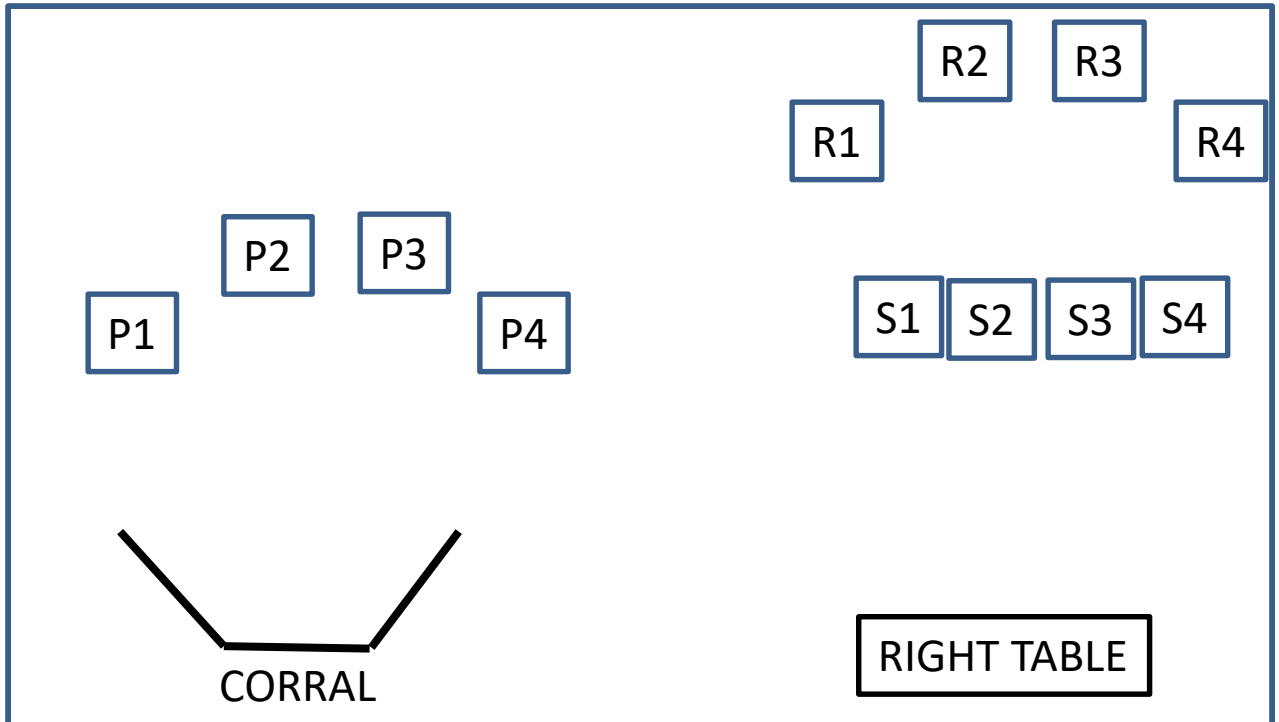 R2 R3
R1 R4
P2 P3
P1 P4
S1 S2 S3 S4
RIGHT TABLE
CORRAL